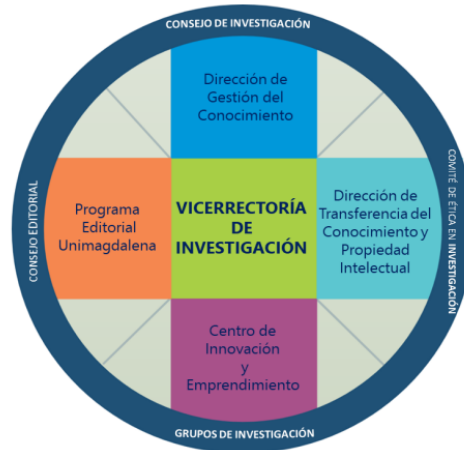 CONSEJO DE INVESTIGACIÓN
Dirección de
Gestión del
Conocimiento
CONSEJO EDITORIAL
Programa
Editorial
Unimagdalena
VICERRECTORÍA
DE
INVESTIGACIÓN
Dirección de
Transferencia del
Conocimiento y
Propiedad
Intelectual
COMITÉ DE ÉTICA EN INVESTIGACIÓN
Centro de
Innovación
y
Emprendimiento
GRUPOS DE INVESTIGACIÓN